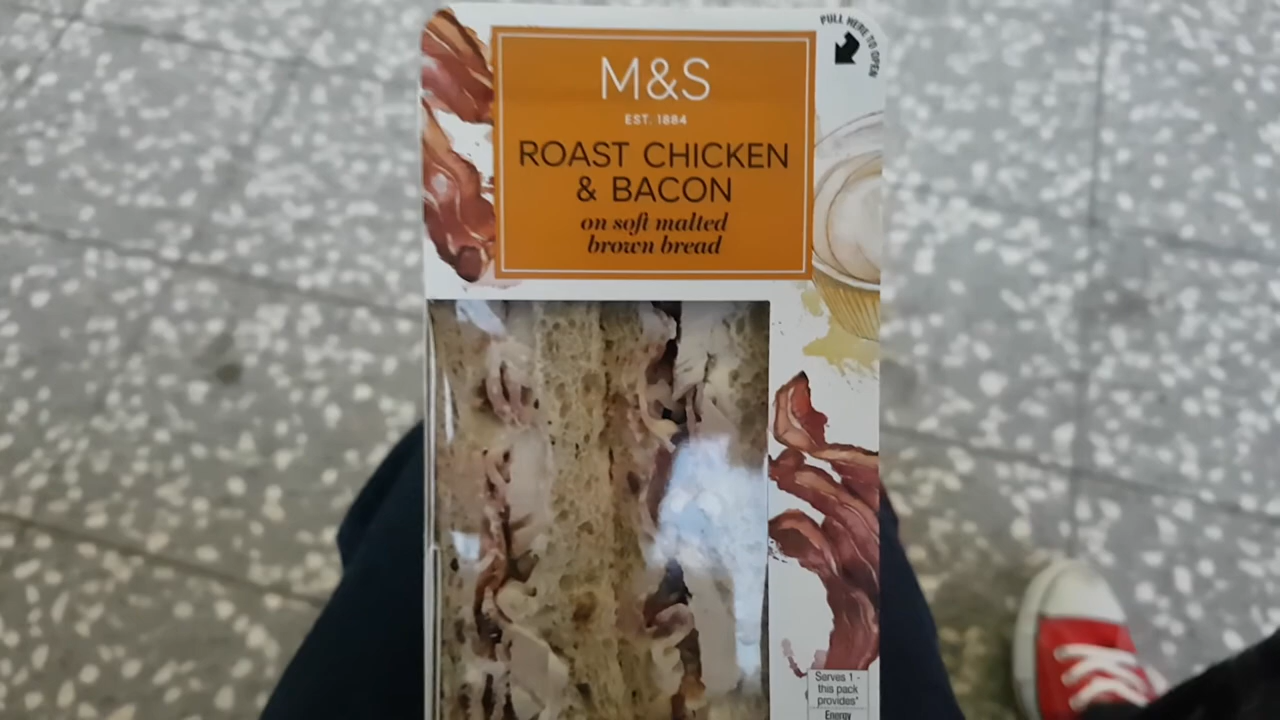 PULL HERE TO OPEN
M&S
EST. 1884
ROAST CHICKEN
& BACON
on soft malted
brown bread
Serves 1 -
this pack
provides*
Energy